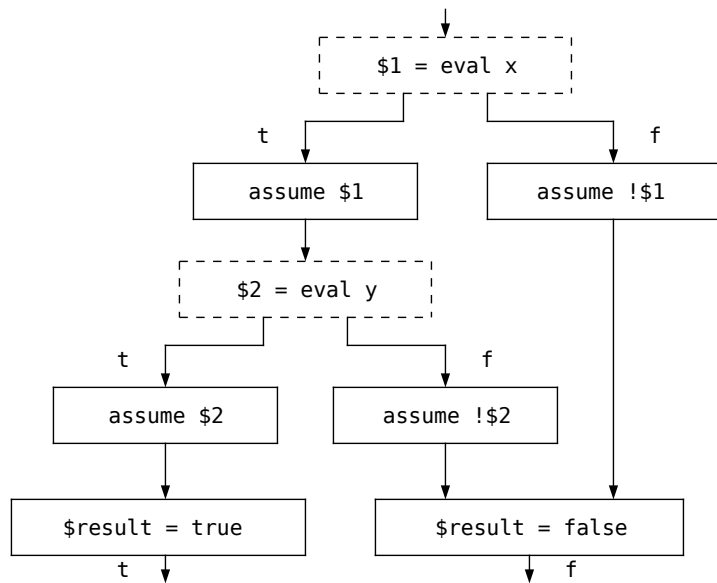 $1 = eval x
t
f
assume $1
assume !$1
$2 = eval y
t
f
assume $2
assume !$2
$result = true
$result = false
t
f